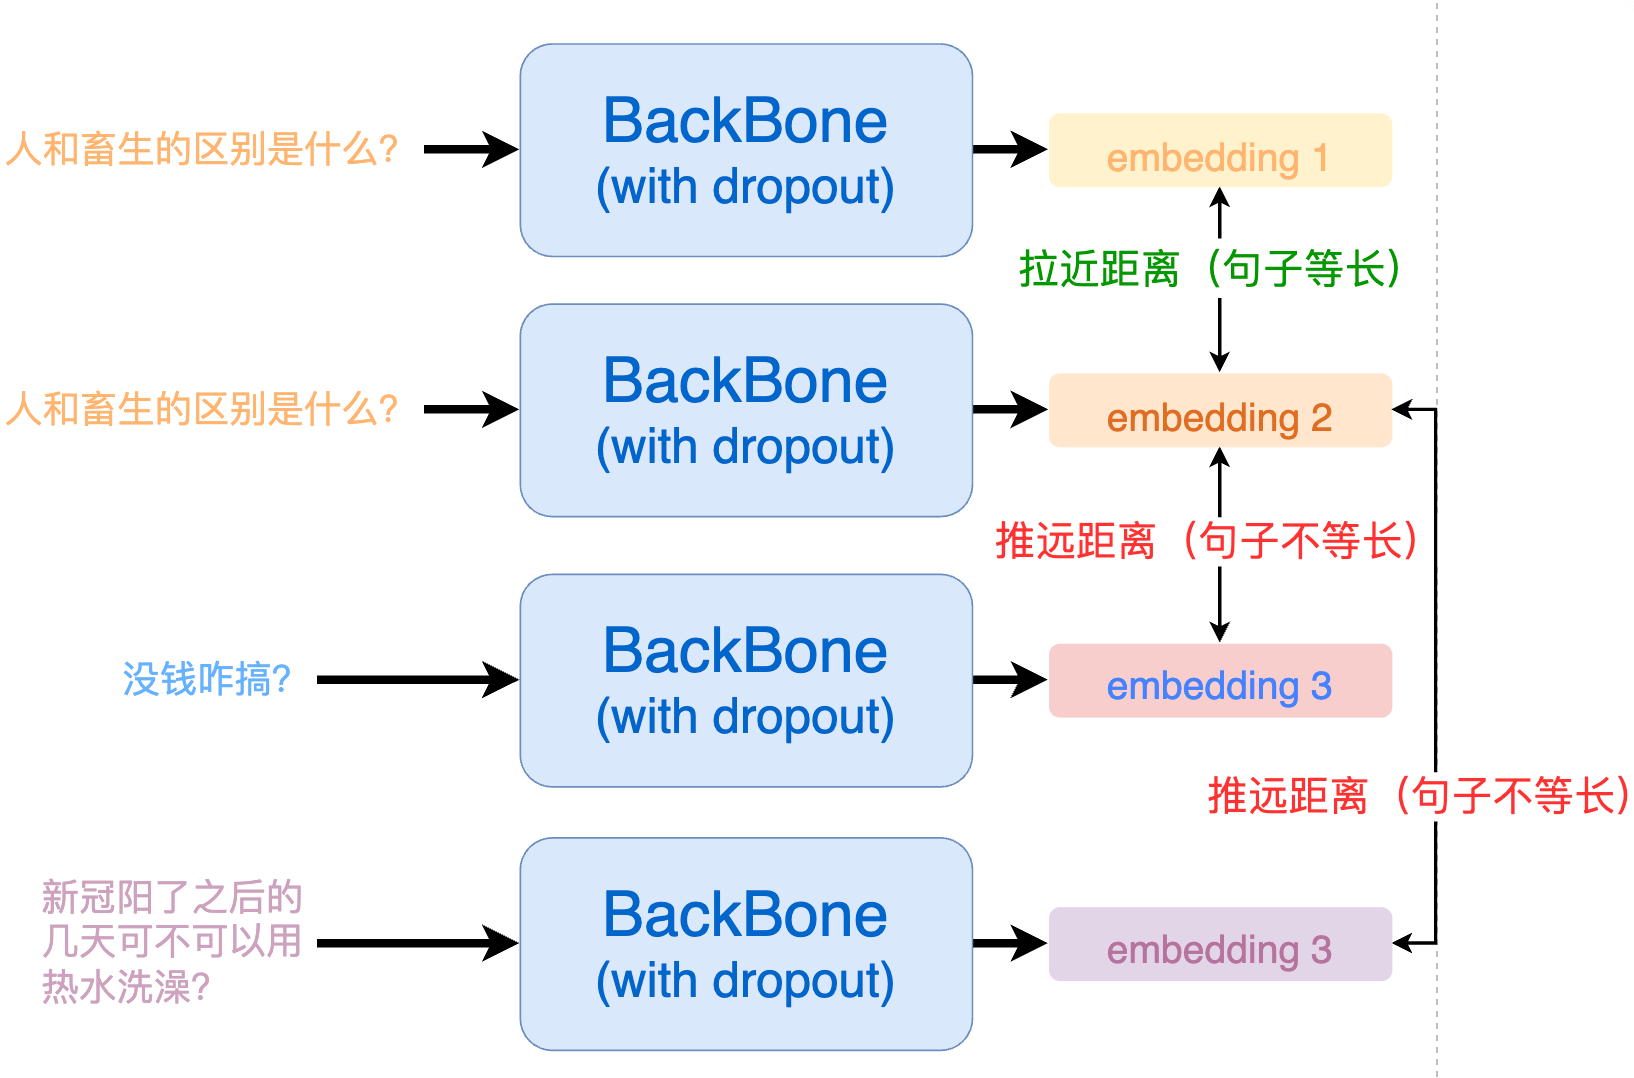 人和畜生的区别是什么?
BackBone
(with dropout)
embedding 1
拉近距离（句子等长）
人和畜生的区别是什么?
BackBone
(with dropout)
embedding 2
推远距离（句子不等长）
没钱咋搞?
BackBone
(with dropout)
embedding 3
推远距离（句子不等长）
新冠阳了之后的
几天可不可以用
热水洗澡?
BackBone
(with dropout)
embedding 3